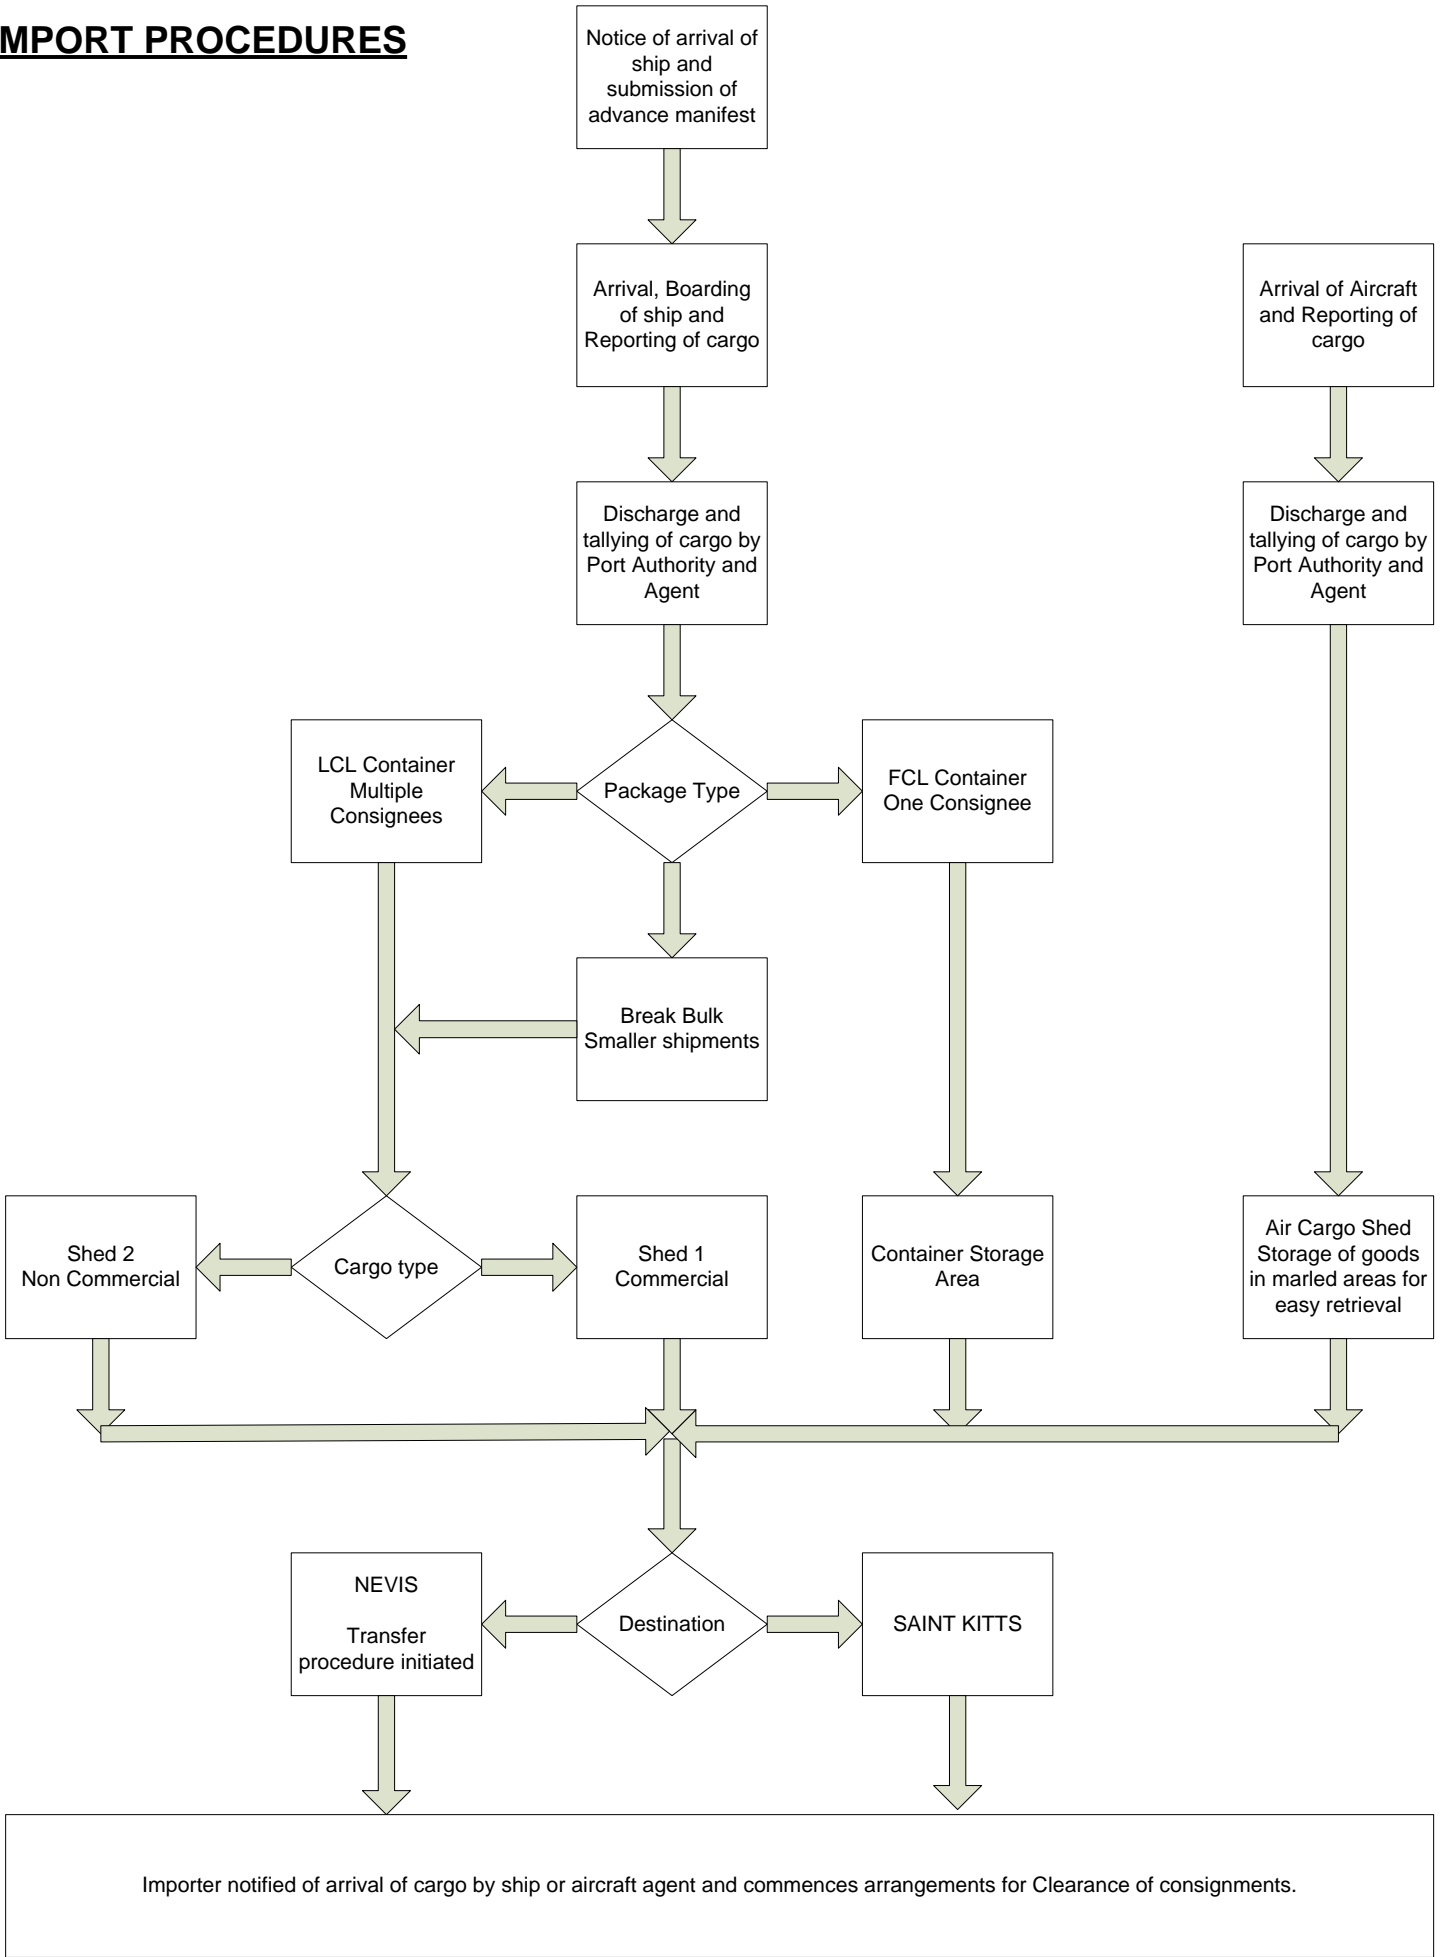 MPORT PROCEDURES
Notice of arrival of
ship and
submission of
advance manifest
Arrival, Boarding
of ship and
Reporting of cargo
Arrival of Aircraft
and Reporting of
cargo
Discharge and
tallying of cargo by
Port Authority and
Agent
Discharge and
tallying of cargo by
Port Authority and
Agent
LCL Container
Multiple
Consignees
Package Type
FCL Container
One Consignee
Break Bulk
Smaller shipments
Shed 2
Non Commercial
Cargo type
Shed 1
Commercial
Container Storage
Area
Air Cargo Shed
Storage of goods
in marled areas for
easy retrieval
NEVIS
Transfer
procedure initiated
Destination
SAINT KITTS
Importer notified of arrival of cargo by ship or aircraft agent and commences arrangements for Clearance of consignments.